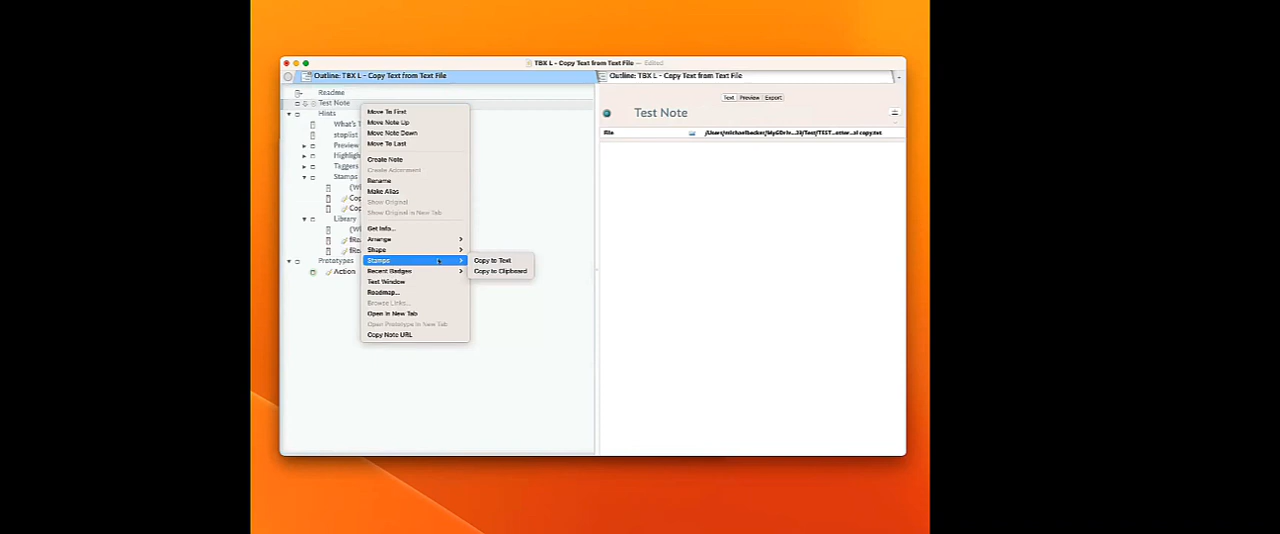 TBX L - Copy Text from Text File — Edited
Outline: TBX L - Copy Text from Text File
Outline: TBX L - Copy Text from Text File
Readme
Test Note
Hints
What's
stoplist
Preview
Highligh
Taggers
Stamps
Cop
Cop
Library
Prototypes
Action
Move To First
Move Note Up
Move Note Down
Move To Last
Create Note
Create Adornment
Rename
Make Alias
Show Original
Show Original in New Tab
Get Info...
Arrange
Shape
Stamps
Recent Badges
Text Window
Roadmap...
Browse Links...
Open in New Tab
Open Prototype in New Tab
Copy Note URL
Copy to Text
Copy to Clipboard
Text Preview Export
Test Note
File